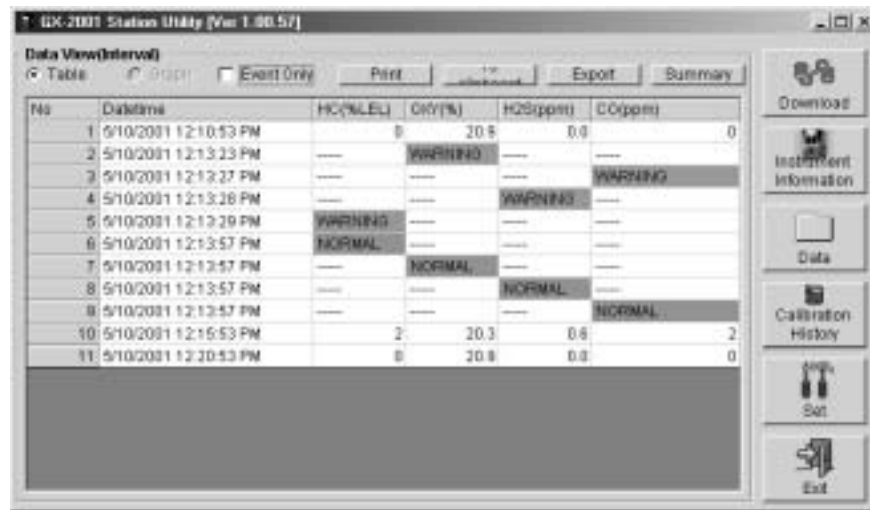 GX-2001 Station Utility [Ver 1.00.57]
Data View(Interval)
Table Graph Event Only Print Export Summary
No Datetime HC(%LEL) OXY(%) H2S(ppm) CO(ppm)
1 5/10/2001 12:10:53 PM 0 20.9 0.0 0
2 5/10/2001 12:13:23 PM ----- WARNING ----- -----
3 5/10/2001 12:13:27 PM ----- ----- ----- WARNING
4 5/10/2001 12:13:28 PM ----- ----- WARNING -----
5 5/10/2001 12:13:29 PM WARNING ----- ----- -----
6 5/10/2001 12:13:57 PM NORMAL ----- ----- -----
7 5/10/2001 12:13:57 PM ----- NORMAL ----- -----
8 5/10/2001 12:13:57 PM ----- ----- NORMAL -----
9 5/10/2001 12:13:57 PM ----- ----- ----- NORMAL
10 5/10/2001 12:15:53 PM 2 20.3 0.6 2
11 5/10/2001 12:20:53 PM 0 20.9 0.0 0
Download
Instrument
Information
Data
Calibration
History
Set
Exit